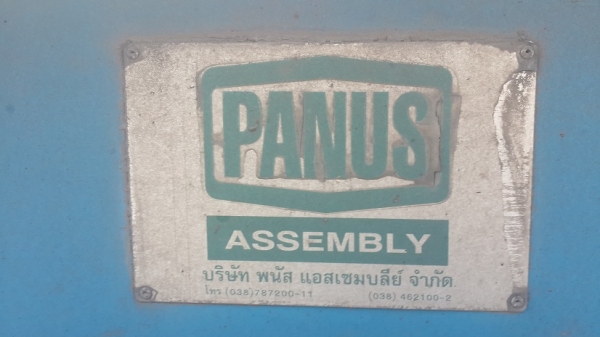 PANUS
ASSEMBLY
บริษัท พนัส แอสเซมบลีย์ จำกัด
โทร (038)767200-11 (038) 462100-2